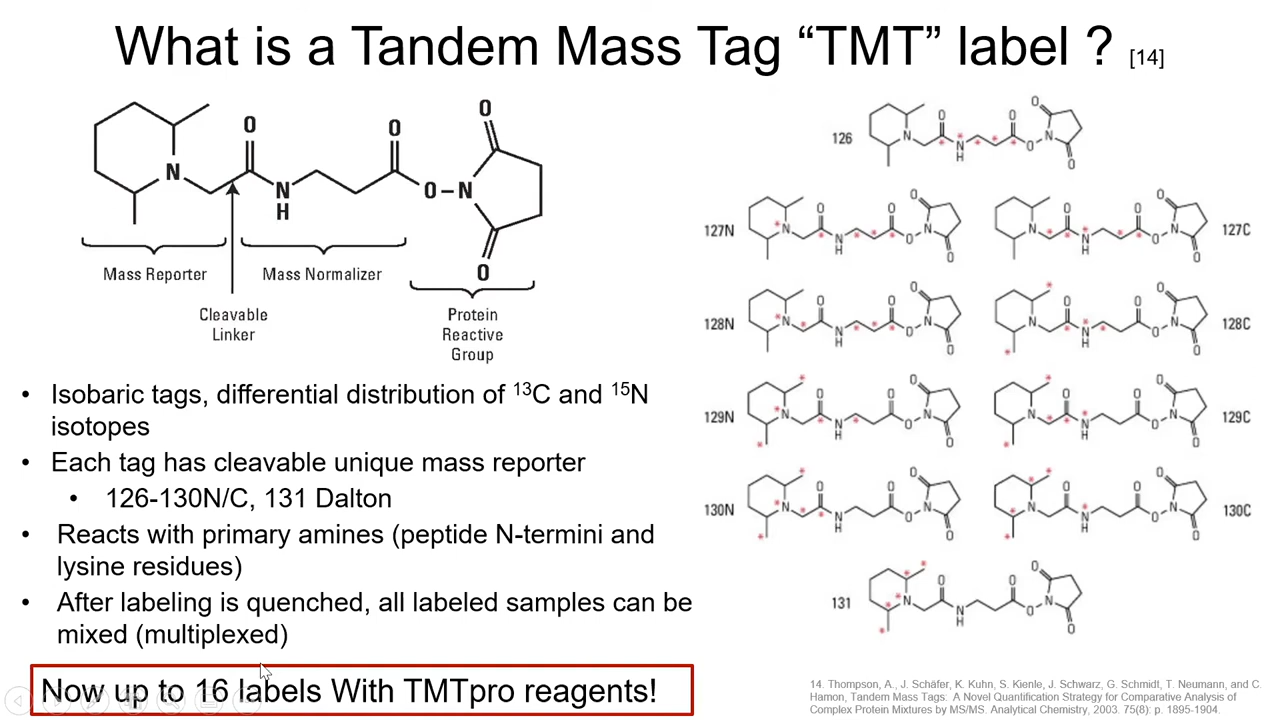 What is a Tandem Mass Tag “TMT” label ? [14]
O
O
O
N
N
H
O
N
O
Mass Reporter
Mass Normalizer
Cleavable
Linker
Protein
Reactive
Group
• Isobaric tags, differential distribution of ¹³C and ¹⁵N
isotopes
• Each tag has cleavable unique mass reporter
• 126-130N/C, 131 Dalton
• Reacts with primary amines (peptide N-termini and
lysine residues)
• After labeling is quenched, all labeled samples can be
mixed (multiplexed)
Now up to 16 labels With TMTpro reagents!
126
N O * N H * * O * O N O O
127N
N * O * N H * * O * O N O O
127C
N * O * N H * O * * O N O O
128N
N * * O N H * * O * O N O O
128C
* * N O * N H * * O O N O O
129N
* * N * O * N H * O O N O O
129C
* * N * O * N H * O O N O O
130N
* * N * * O * N H O O N O O
130C
* * * * N O N H * O O N O O
131
* * * * N * O N H O O N O O
14. Thompson, A., J. Schäfer, K. Kuhn, S. Kienle, J. Schwarz, G. Schmidt, T. Neumann, and C.
Hamon, Tandem Mass Tags: A Novel Quantification Strategy for Comparative Analysis of
Complex Protein Mixtures by MS/MS. Analytical Chemistry, 2003. 75(8): p. 1895-1904.